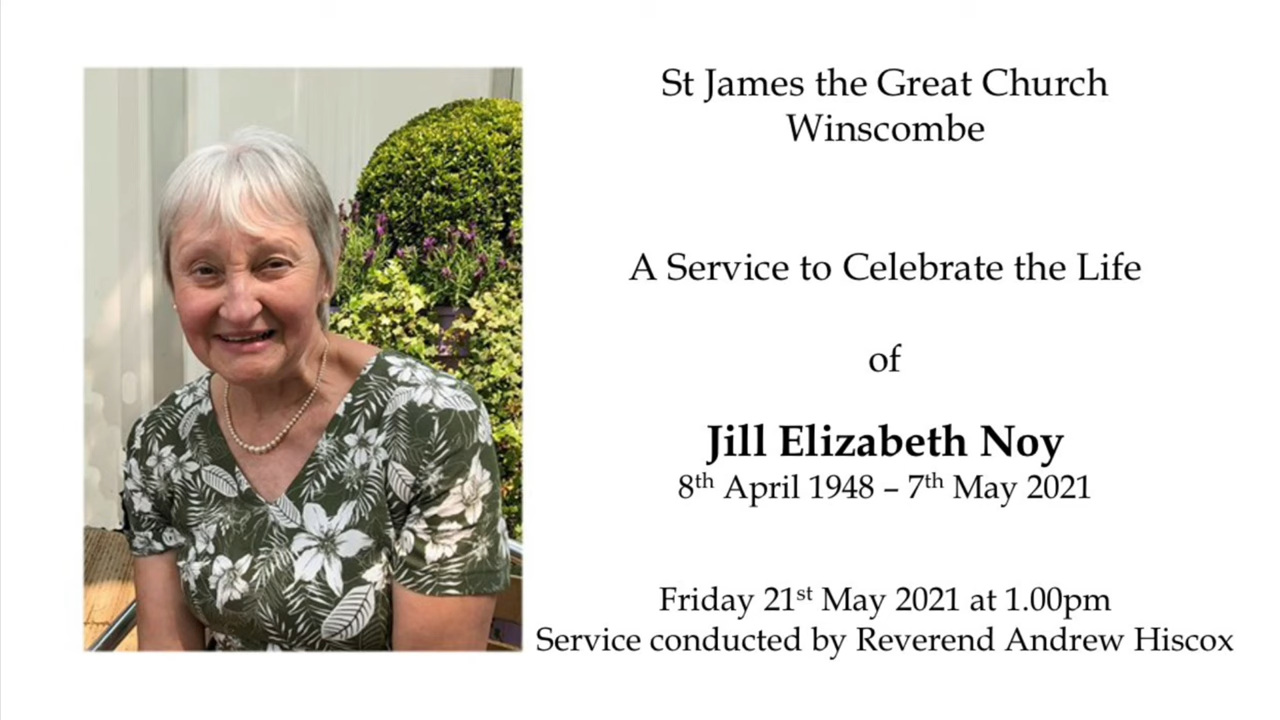 St James the Great Church
Winscombe
A Service to Celebrate the Life
of
Jill Elizabeth Noy
8th April 1948 – 7th May 2021
Friday 21st May 2021 at 1.00pm
Service conducted by Reverend Andrew Hiscox